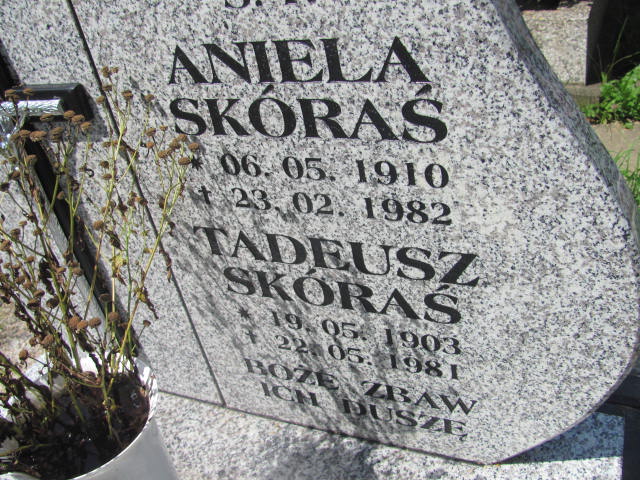 ANIELA
SKÓRAŚ
* 06. 05. 1910
† 23. 02. 1982
TADEUSZ
SKÓRAŚ
* 19. 05. 1903
† 22. 05. 1981
BOŻE ZBAW
ICH DUSZĘ